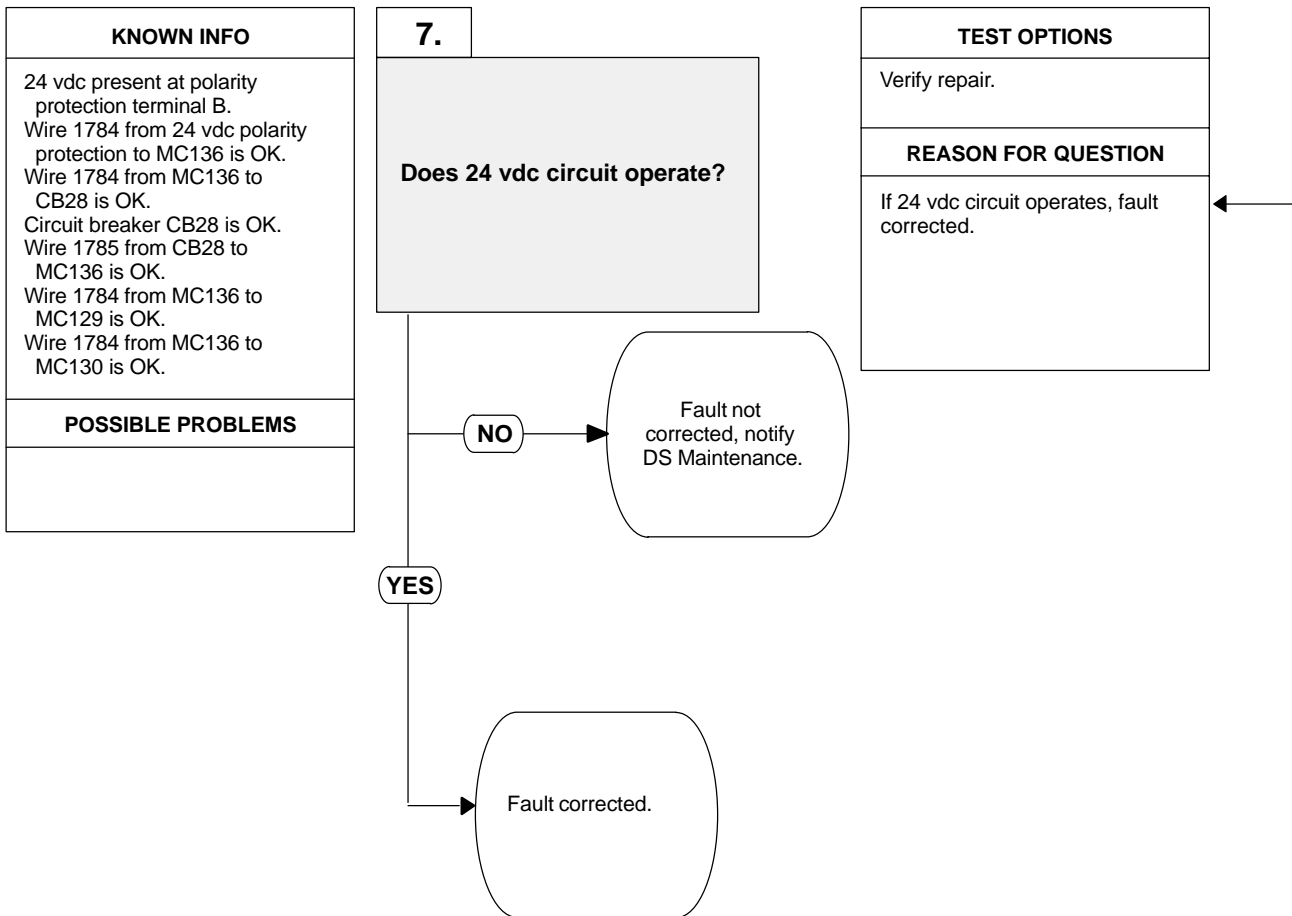 KNOWN INFO
24 vdc present at polarity
protection terminal B.
Wire 1784 from 24 vdc polarity
protection to MC136 is OK.
Wire 1784 from MC136 to
CB28 is OK.
Circuit breaker CB28 is OK.
Wire 1785 from CB28 to
MC136 is OK.
Wire 1784 from MC136 to
MC129 is OK.
Wire 1784 from MC136 to
MC130 is OK.
POSSIBLE PROBLEMS
7.
Does 24 vdc circuit operate?
TEST OPTIONS
Verify repair.
REASON FOR QUESTION
If 24 vdc circuit operates, fault
corrected.
NO
Fault not
corrected, notify
DS Maintenance.
YES
Fault corrected.